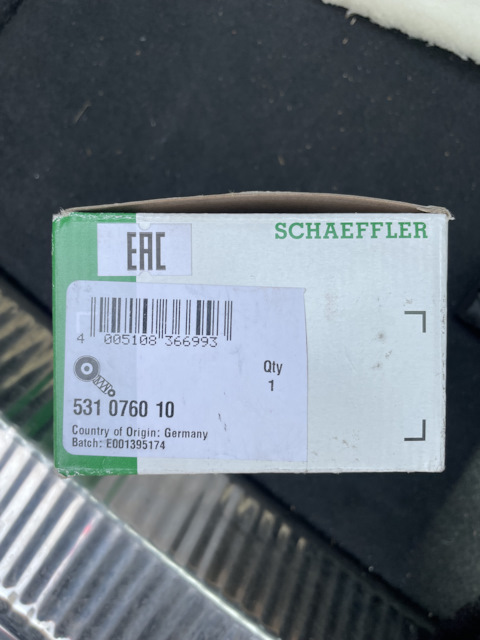 EAC
SCHAEFFLER
4 005108 366993
Qty
1
531 0760 10
Country of Origin: Germany
Batch: E001395174